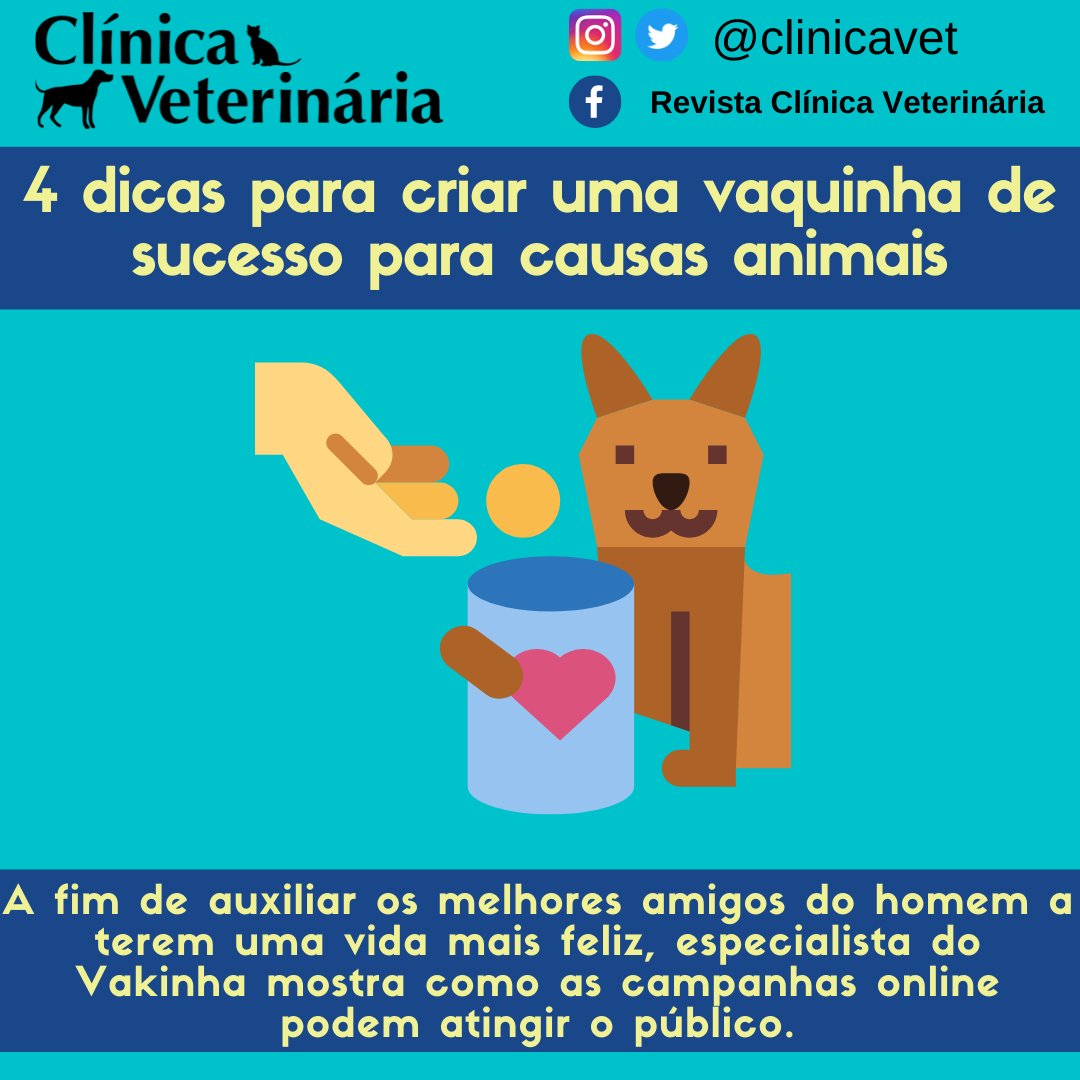 Clínica
Veterinária
@clinicavet
Revista Clínica Veterinária
4 dicas para criar uma vaquinha de
sucesso para causas animais
A fim de auxiliar os melhores amigos do homem a
terem uma vida mais feliz, especialista do
Vakinha mostra como as campanhas online
podem atingir o público.